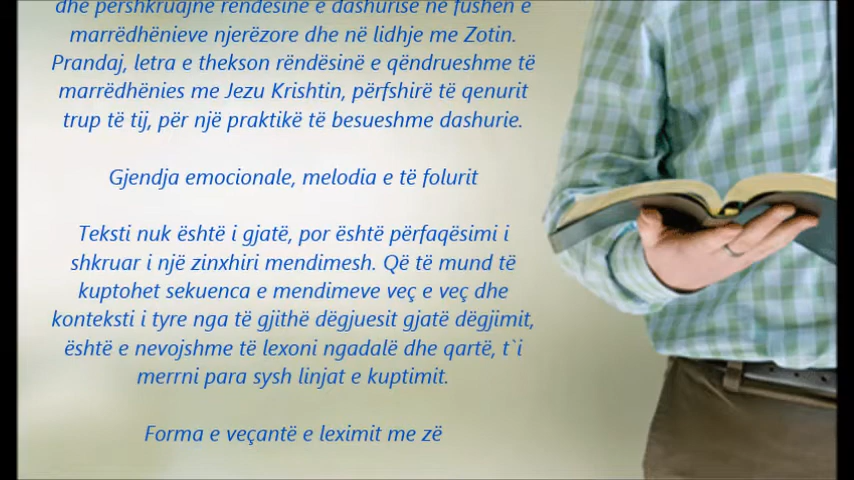 dhe përshkruajnë rëndësinë e dashurisë në fushën e
marrëdhënieve njerëzore dhe në lidhje me Zotin.
Prandaj, letra e thekson rëndësinë e qëndrueshme të
marrëdhënies me Jezu Krishtin, përfshirë të qenurit
trup të tij, për një praktikë të besueshme dashurie.
Gjendja emocionale, melodia e të folurit
Teksti nuk është i gjatë, por është përfaqësimi i
shkruar i një zinxhiri mendimesh. Që të mund të
kuptohet sekuenca e mendimeve veç e veç dhe
konteksti i tyre nga të gjithë dëgjuesit gjatë dëgjimit,
është e nevojshme të lexoni ngadalë dhe qartë, t`i
merrni para sysh linjat e kuptimit.
Forma e veçantë e leximit me zë